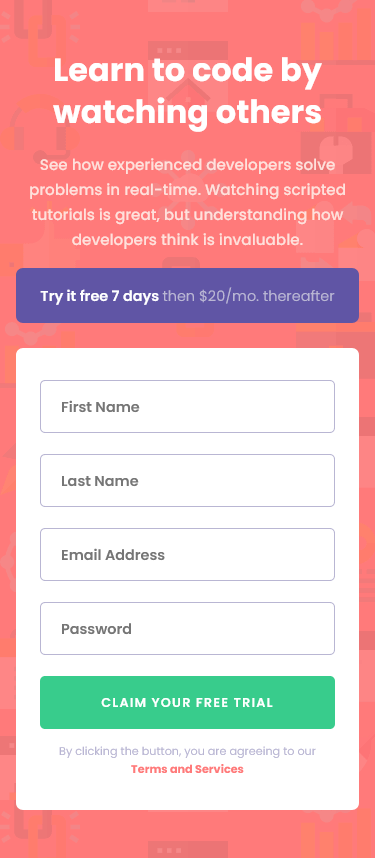 Learn to code by
watching others
See how experienced developers solve
problems in real-time. Watching scripted
tutorials is great, but understanding how
developers think is invaluable.
Try it free 7 days then $20/mo. thereafter
First Name
Last Name
Email Address
Password
CLAIM YOUR FREE TRIAL
By clicking the button, you are agreeing to our
Terms and Services